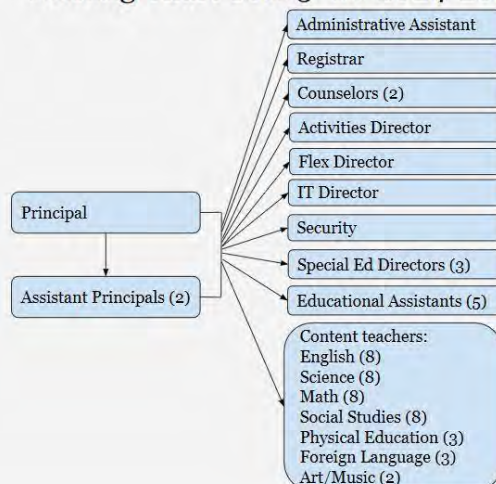 Principal
Assistant Principals (2)
Administrative Assistant
Registrar
Counselors (2)
Activities Director
Flex Director
IT Director
Security
Special Ed Directors (3)
Educational Assistants (5)
Content teachers:
English (8)
Science (8)
Math (8)
Social Studies (8)
Physical Education (3)
Foreign Language (3)
Art/Music (2)